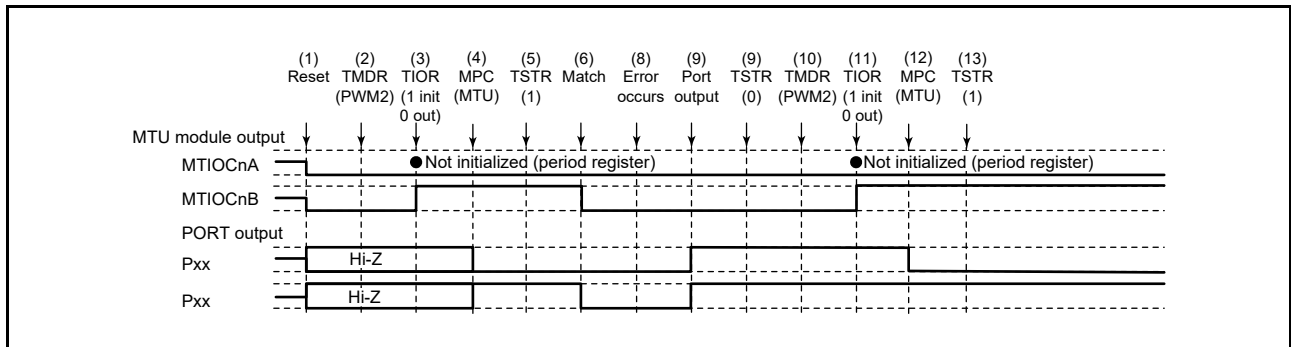 (1) (2) (3) (4) (5) (6) (8) (9) (9) (10) (11) (12) (13)
Reset TMDR TIOR MPC TSTR Match Error Port TSTR TMDR TIOR MPC TSTR
(PWM2) (1 init (MTU) (1) occurs output (0) (PWM2) (1 init (MTU) (1)
0 out) 0 out)
MTU module output
MTIOCnA ●Not initialized (period register) ●Not initialized (period register)
MTIOCnB
PORT output
Pxx Hi-Z
Pxx Hi-Z